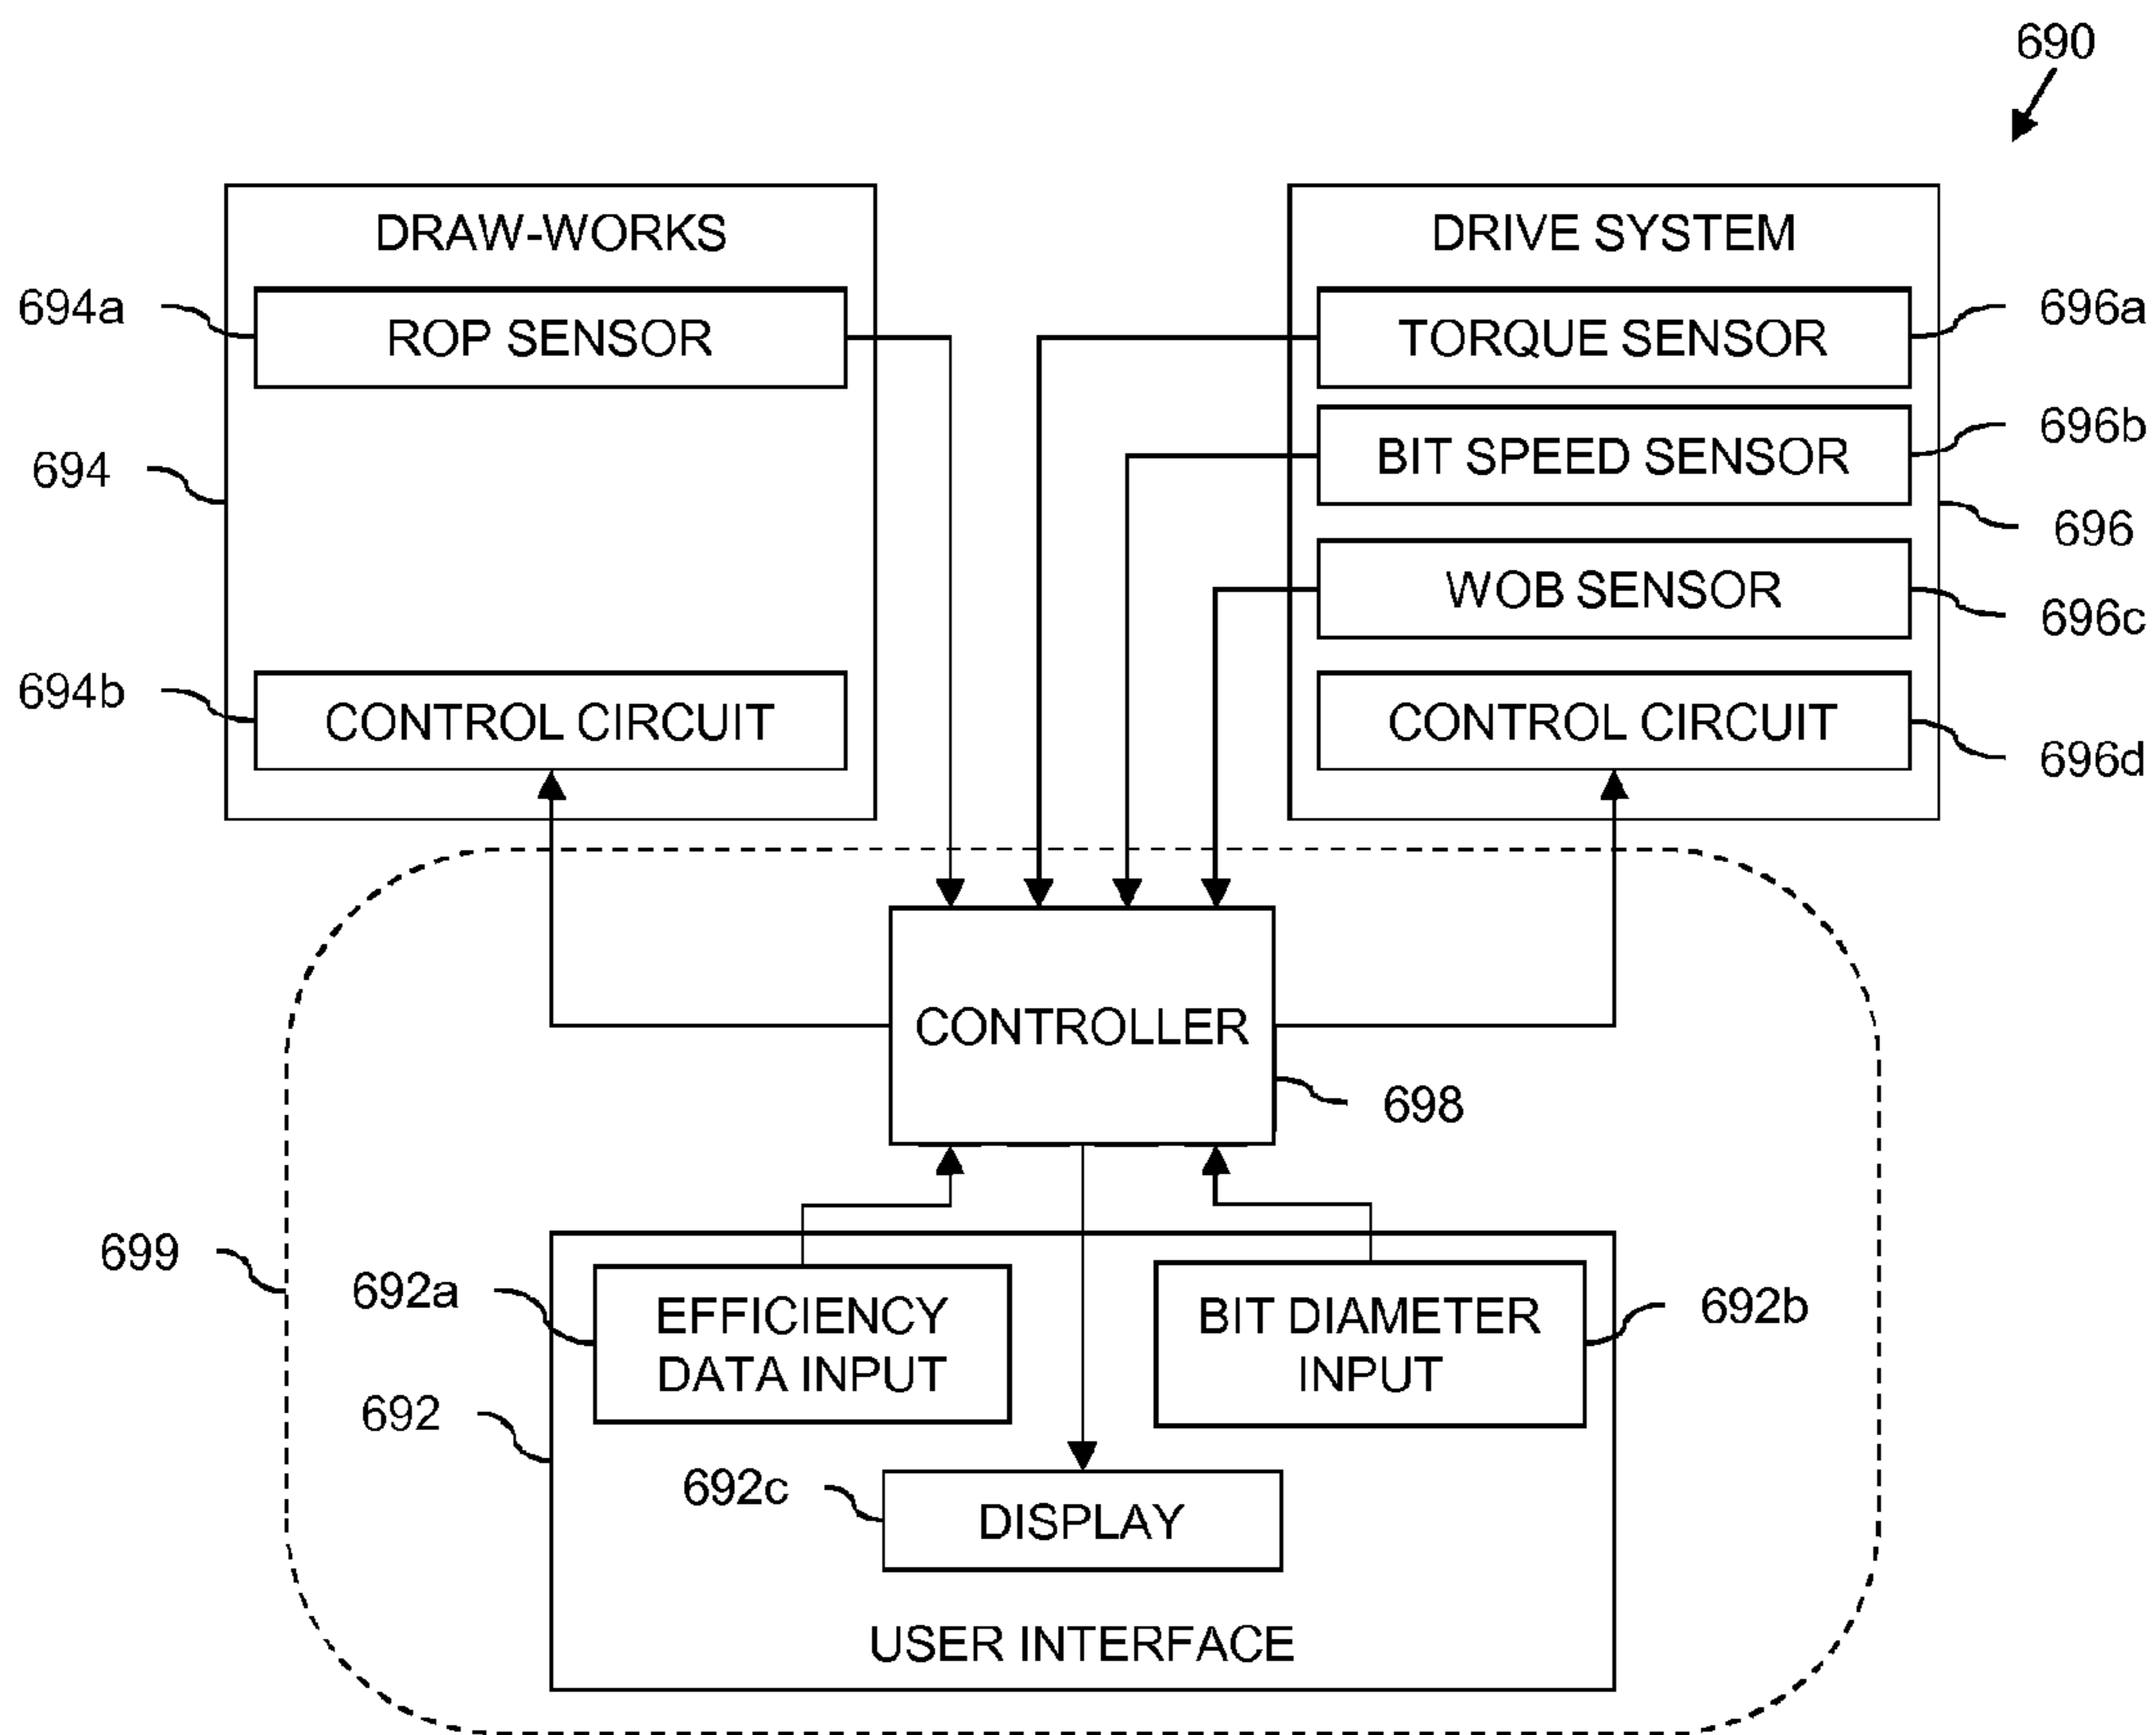 690
DRAW-WORKS
DRIVE SYSTEM
694a
ROP SENSOR
TORQUE SENSOR
696a
694
BIT SPEED SENSOR
696b
696
WOB SENSOR
696c
694b
CONTROL CIRCUIT
CONTROL CIRCUIT
696d
CONTROLLER
698
699
692a
EFFICIENCY
DATA INPUT
BIT DIAMETER
INPUT
692b
692
692c
DISPLAY
USER INTERFACE